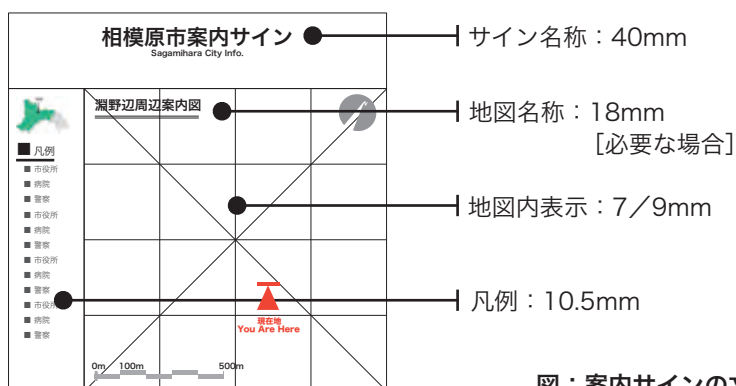 相模原市案内サイン
Sagamihara City Info.
サイン名称：40mm
淵野辺周辺案内図
地図名称：18mm
［必要な場合］
凡例
市役所
病院
警察
市役所
病院
警察
市役所
病院
警察
市役所
病院
警察
地図内表示：7／9mm
凡例：10.5mm
現在地
You Are Here
0m 100m 500m
図：案内サインの